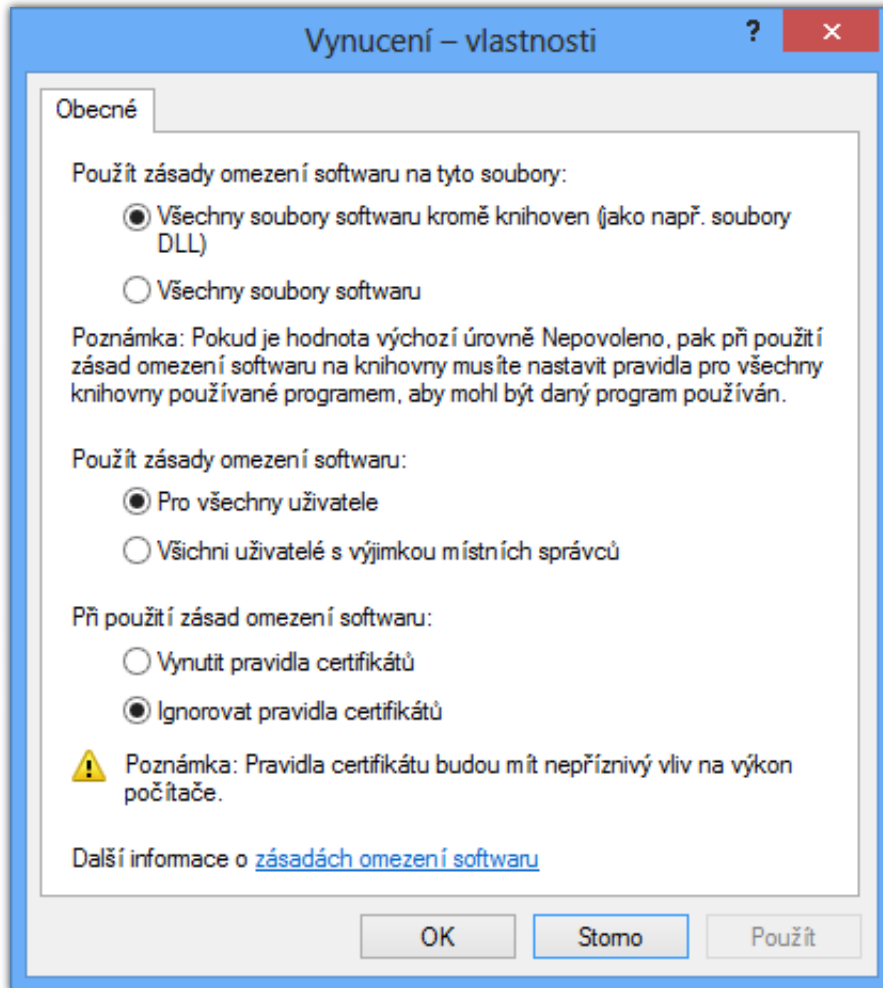 Vynucení – vlastnosti
?
Obecné
Použít zásady omezení softwaru na tyto soubory:
Všechny soubory softwaru kromě knihoven (jako např. soubory
DLL)
Všechny soubory softwaru
Poznámka: Pokud je hodnota výchozí úrovně Nepovoleno, pak při použití
zásad omezení softwaru na knihovny musíte nastavit pravidla pro všechny
knihovny používané programem, aby mohl být daný program používán.
Použít zásady omezení softwaru:
Pro všechny uživatele
Všichni uživatelé s výjimkou místních správců
Při použití zásad omezení softwaru:
Vynutit pravidla certifikátů
Ignorovat pravidla certifikátů
Poznámka: Pravidla certifikátu budou mít nepříznivý vliv na výkon
počítače.
Další informace o zásadách omezení softwaru
OK
Storno
Použít